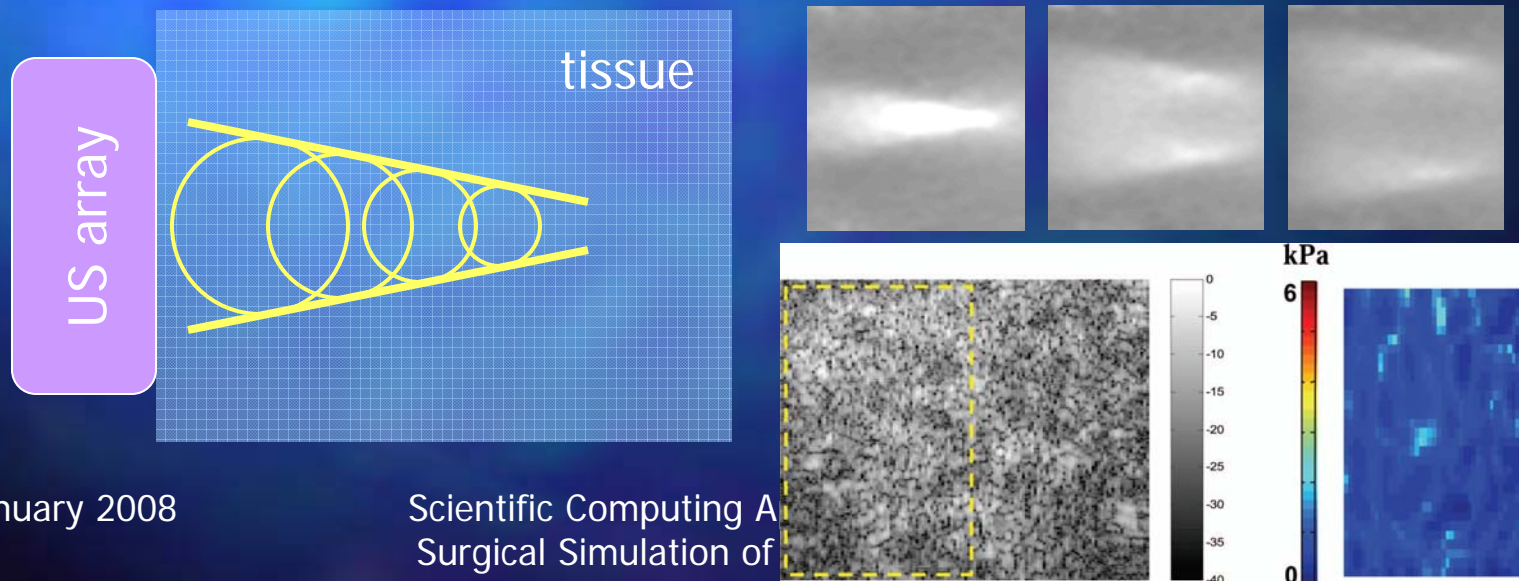 US array
tissue
nuary 2008
Scientific Computing A
Surgical Simulation of
0
-5
-10
-15
-20
-25
-30
-35
-40
kPa
6
0